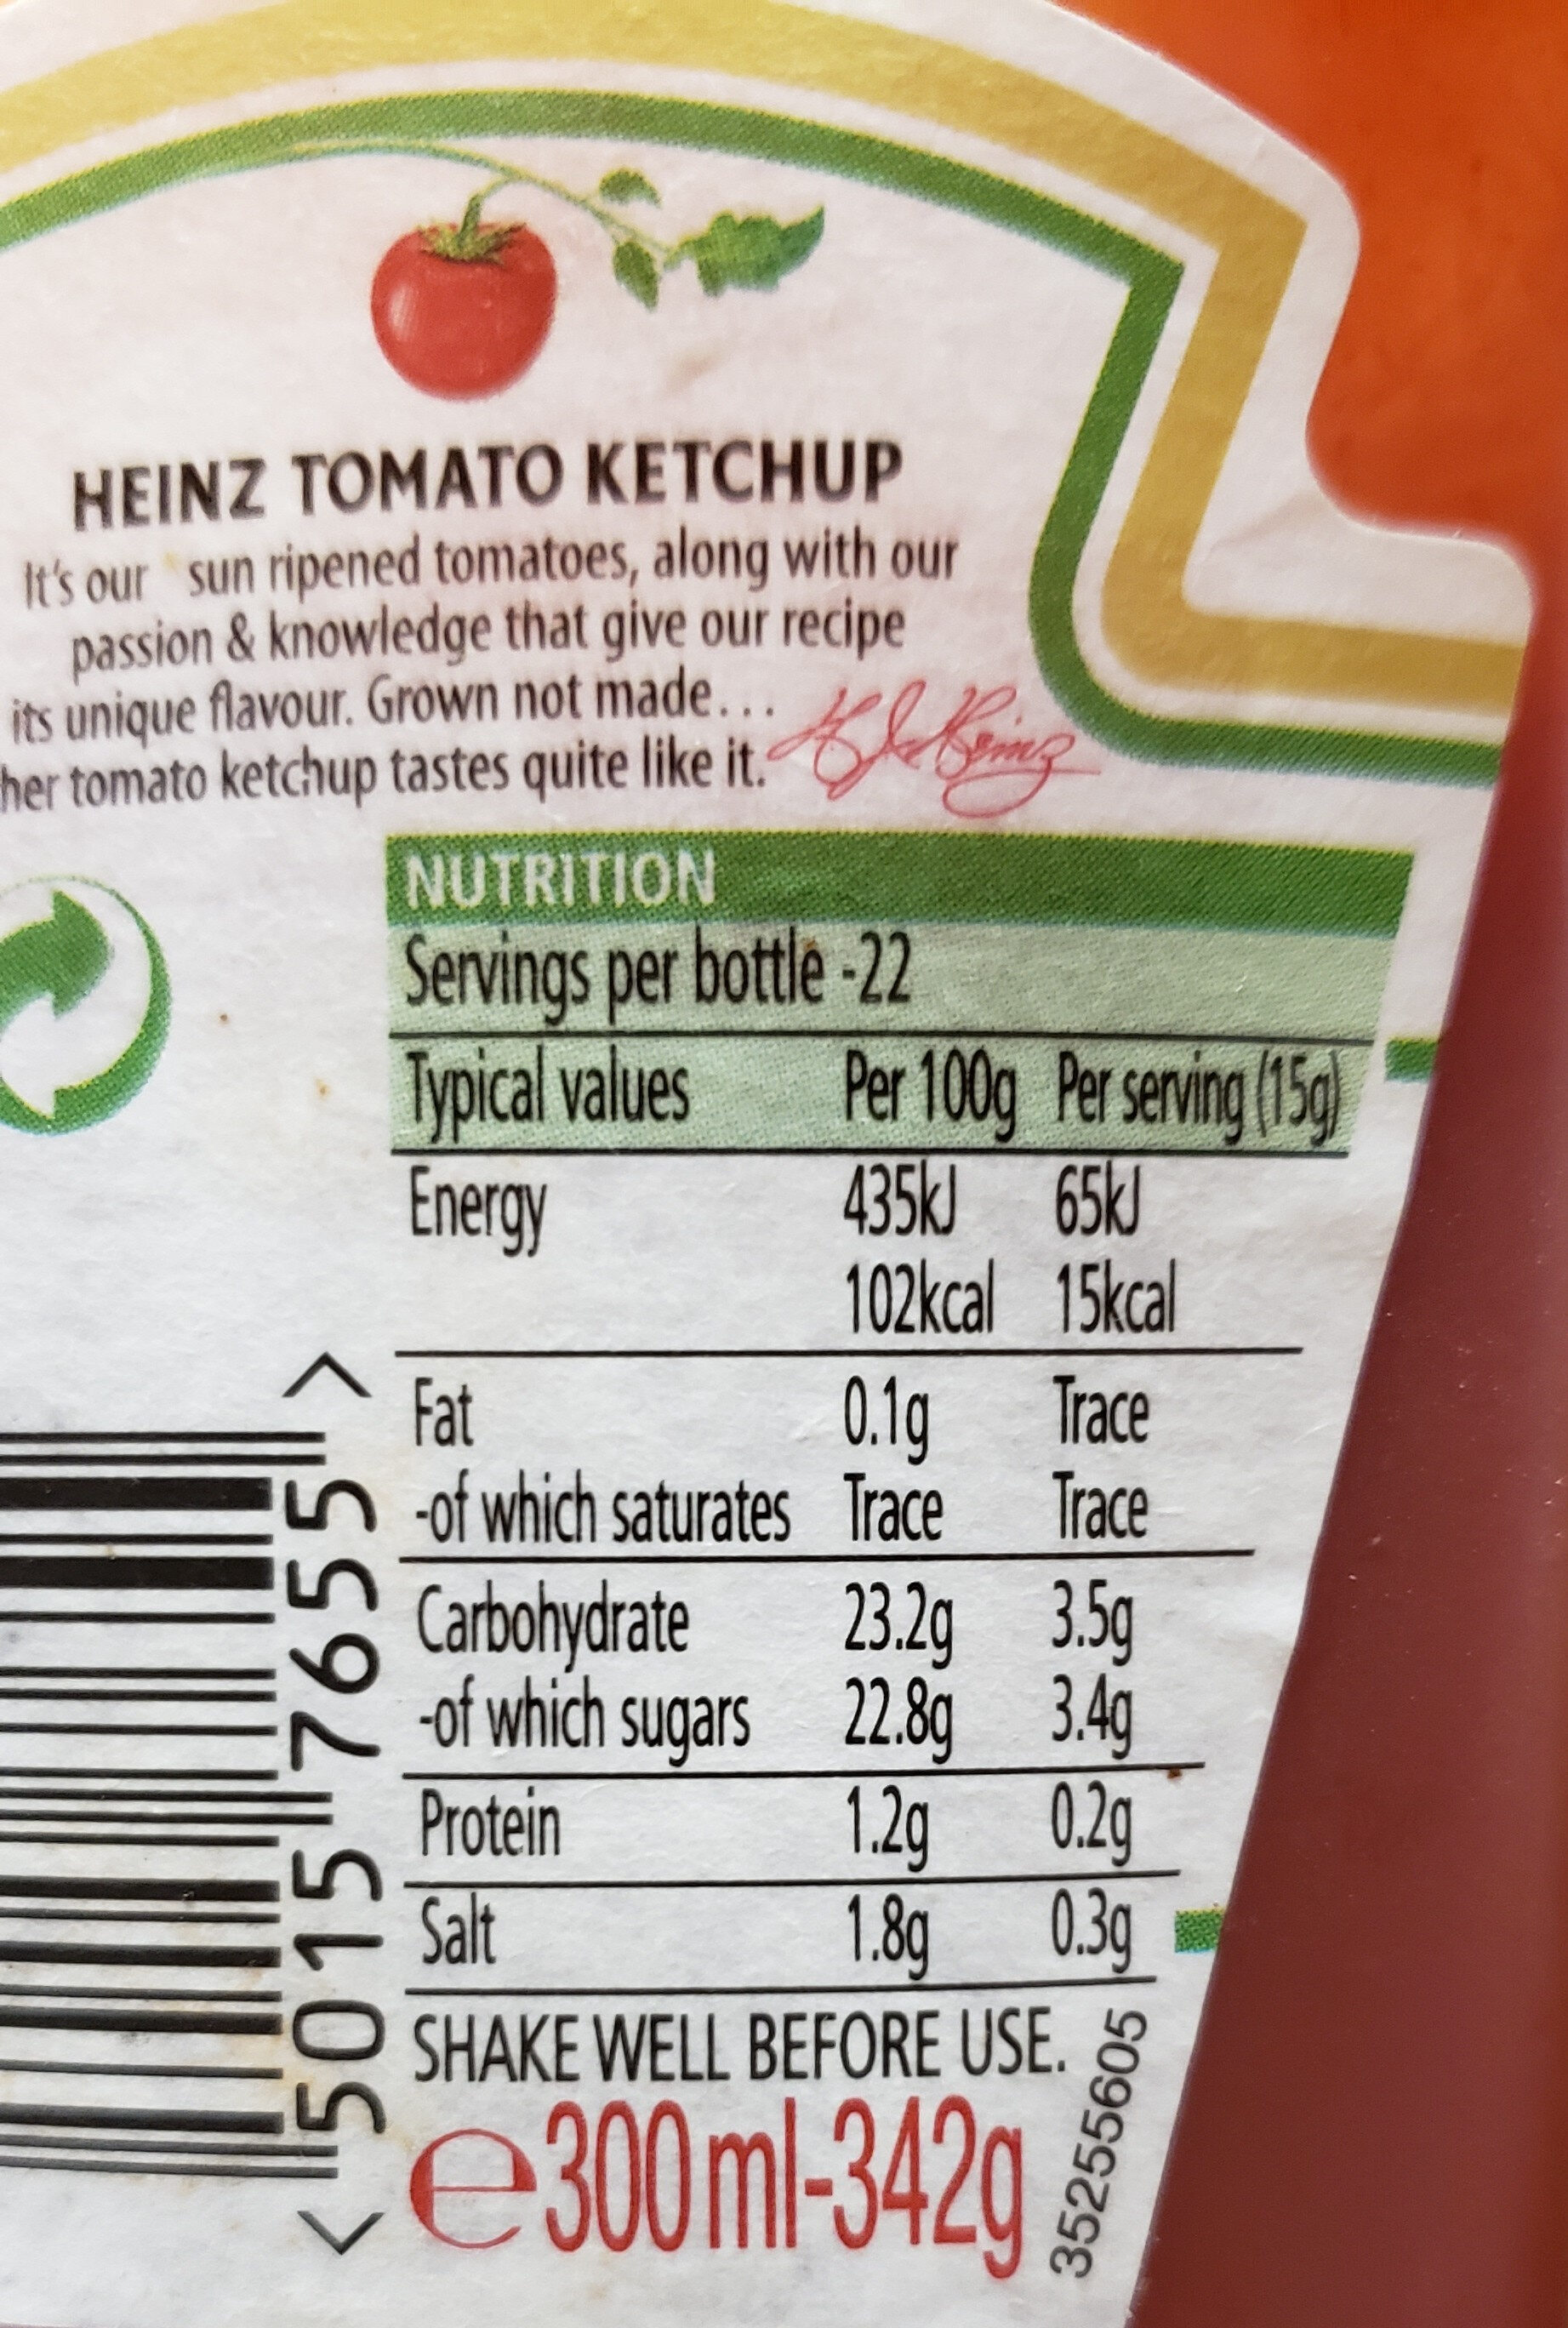 HEINZ TOMATO KETCHUP
It's our sun ripened tomatoes, along with our
passion & knowledge that give our recipe
its unique flavour. Grown not made...
her tomato ketchup tastes quite like it.
H J Heinz
NUTRITION
Servings per bottle -22
Typical values Per 100g Per serving (15g)
Energy 435kJ 65kJ
102kcal 15kcal
Fat 0.1g Trace
-of which saturates Trace Trace
Carbohydrate 23.2g 3.5g
-of which sugars 22.8g 3.4g
Protein 1.2g 0.2g
Salt 1.8g 0.3g
SHAKE WELL BEFORE USE.
e300ml-342g
35255605
<50157655>